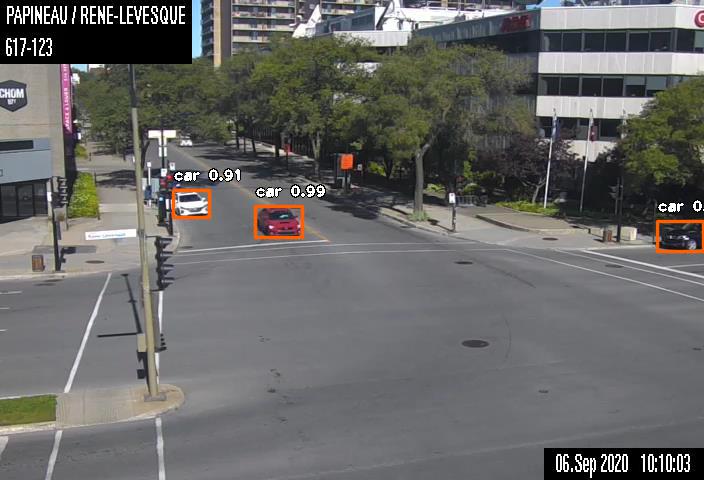 PAPINEAU / RENE-LEVESQUE
617-123
CHOM
car 0.91
car 0.99
car 0.
06.Sep 2020 10:10:03